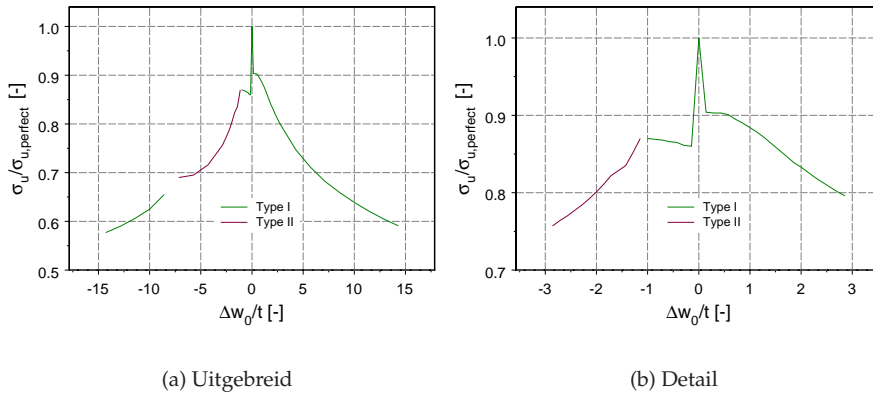 1.0
0.9
0.8
0.7
0.6
0.5
σu/σu,perfect [-]
Type I
Type II
-15 -10 -5 0 5 10 15
Δw0/t [-]
(a) Uitgebreid
1.0
0.9
0.8
0.7
σu/σu,perfect [-]
Type I
Type II
-3 -2 -1 0 1 2 3
Δw0/t [-]
(b) Detail